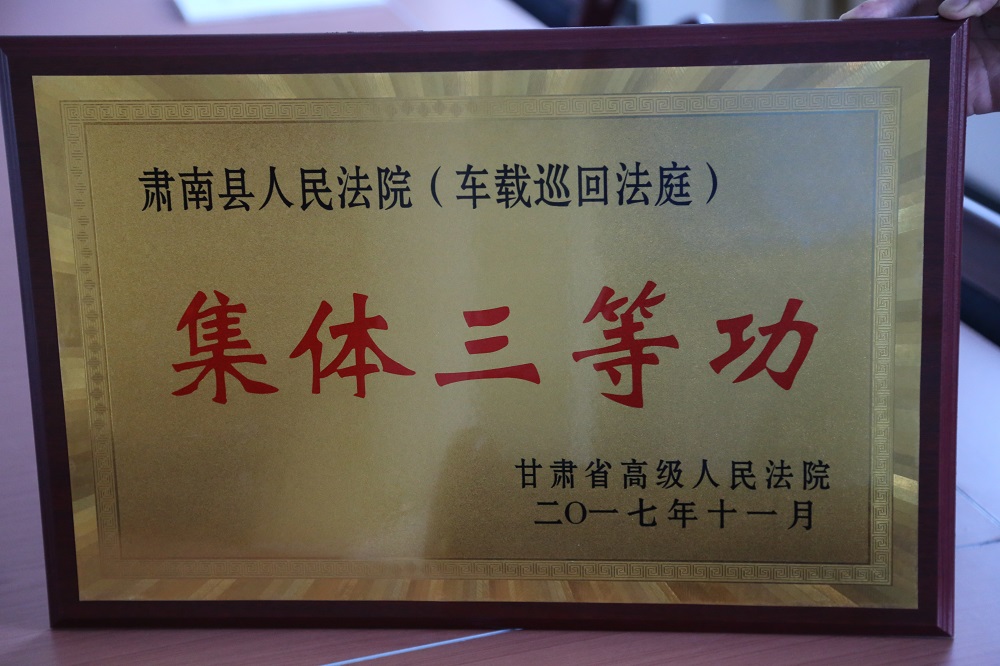 肃南县人民法院（车载巡回法庭）
集体三等功
甘肃省高级人民法院
二〇一七年十一月